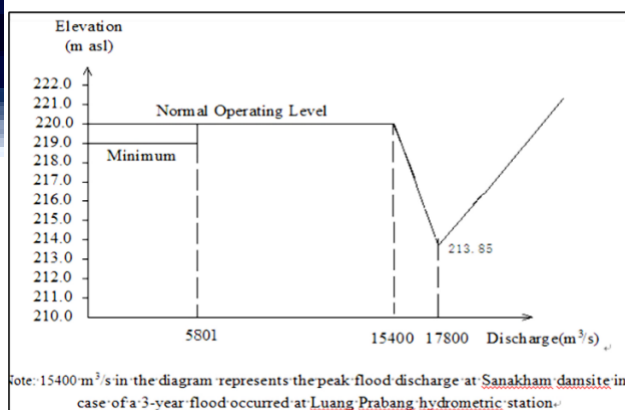 Elevation
(m asl)
222.0
221.0
220.0
219.0
218.0
217.0
216.0
215.0
214.0
213.0
212.0
211.0
210.0
Normal Operating Level
Minimum
213.85
5801 15400 17800 Discharge(m³/s)
Note: 15400 m³/s in the diagram represents the peak flood discharge at Sanakham damsite in
case of a 3-year flood occurred at Luang Prabang hydrometric station